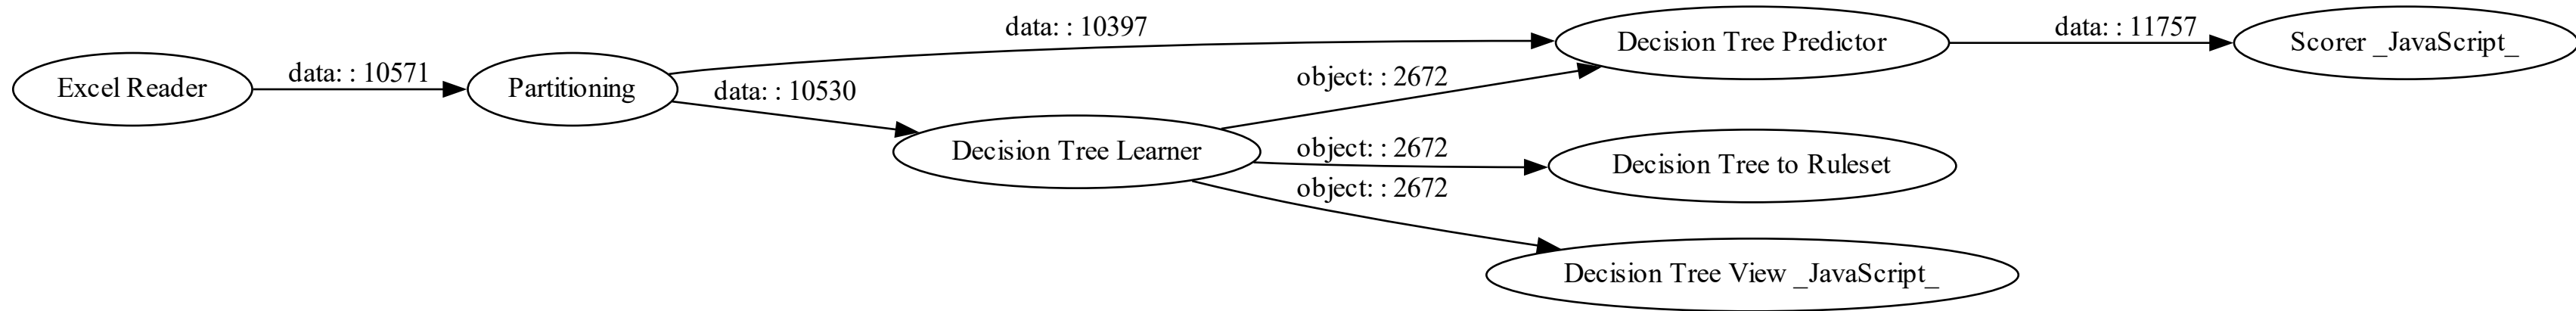 data: : 10397
data: : 11757
Decision Tree Predictor
Scorer _JavaScript_
data: : 10571
object: : 2672
Excel Reader
Partitioning
data: : 10530
Decision Tree Learner
object: : 2672
Decision Tree to Ruleset
object: : 2672
Decision Tree View _JavaScript_